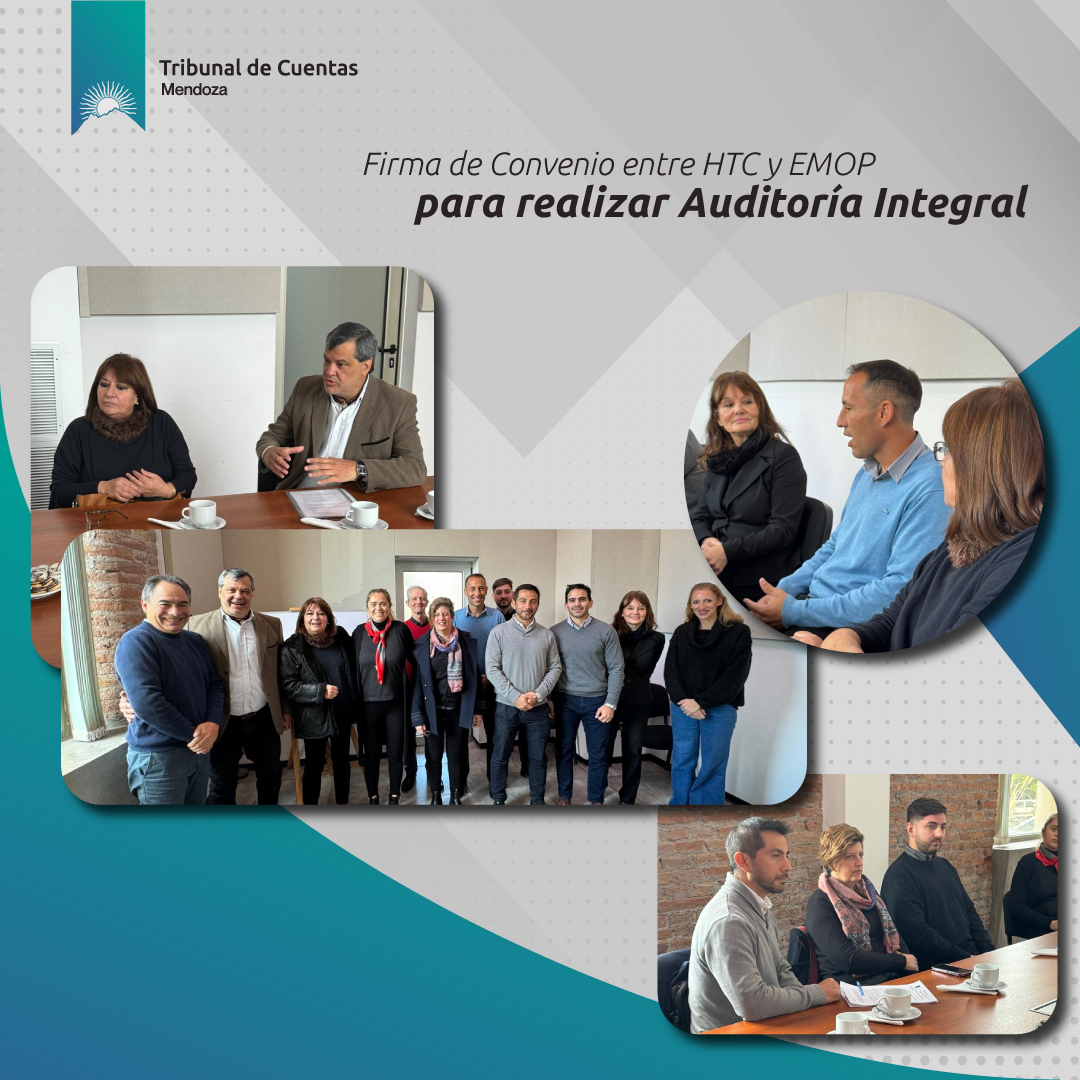 Tribunal de Cuentas
Mendoza
Firma de Convenio entre HTC y EMOP
para realizar Auditoría Integral